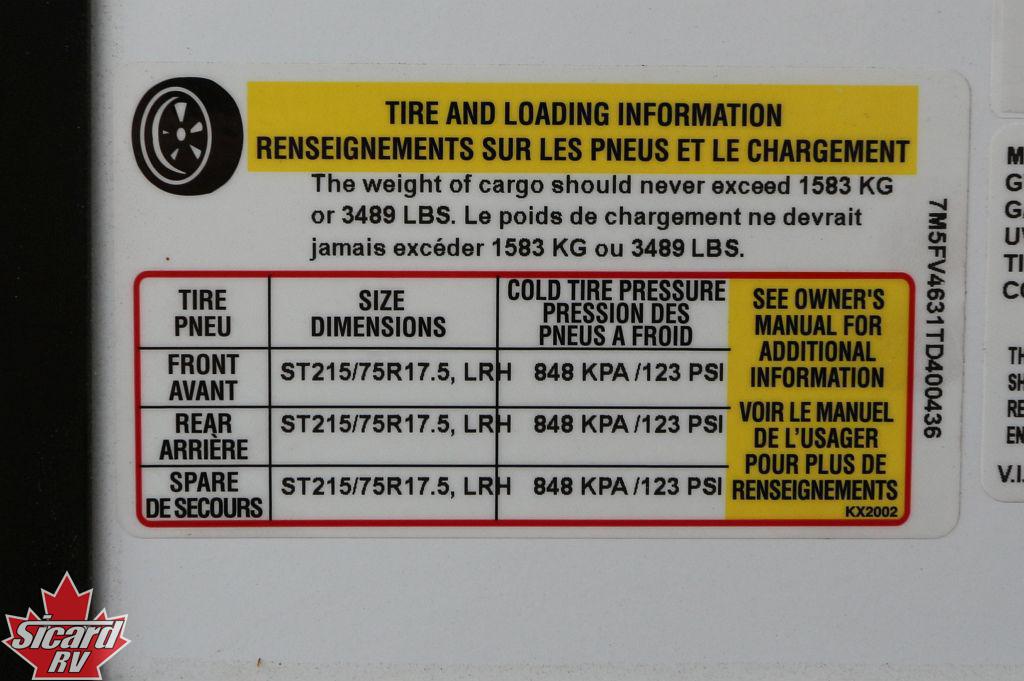 TIRE AND LOADING INFORMATION
RENSEIGNEMENTS SUR LES PNEUS ET LE CHARGEMENT
The weight of cargo should never exceed 1583 KG
or 3489 LBS. Le poids de chargement ne devrait
jamais excéder 1583 KG ou 3489 LBS.
TIRE
PNEU
SIZE
DIMENSIONS
COLD TIRE PRESSURE
PRESSION DES
PNEUS A FROID
FRONT
AVANT
ST215/75R17.5, LRH
848 KPA /123 PSI
REAR
ARRIÈRE
ST215/75R17.5, LRH
848 KPA /123 PSI
SPARE
DE SECOURS
ST215/75R17.5, LRH
848 KPA /123 PSI
SEE OWNER'S
MANUAL FOR
ADDITIONAL
INFORMATION
VOIR LE MANUEL
DE L'USAGER
POUR PLUS DE
RENSEIGNEMENTS
KX2002
7M5FV4631TD400436
V.I.
Sicard
RV